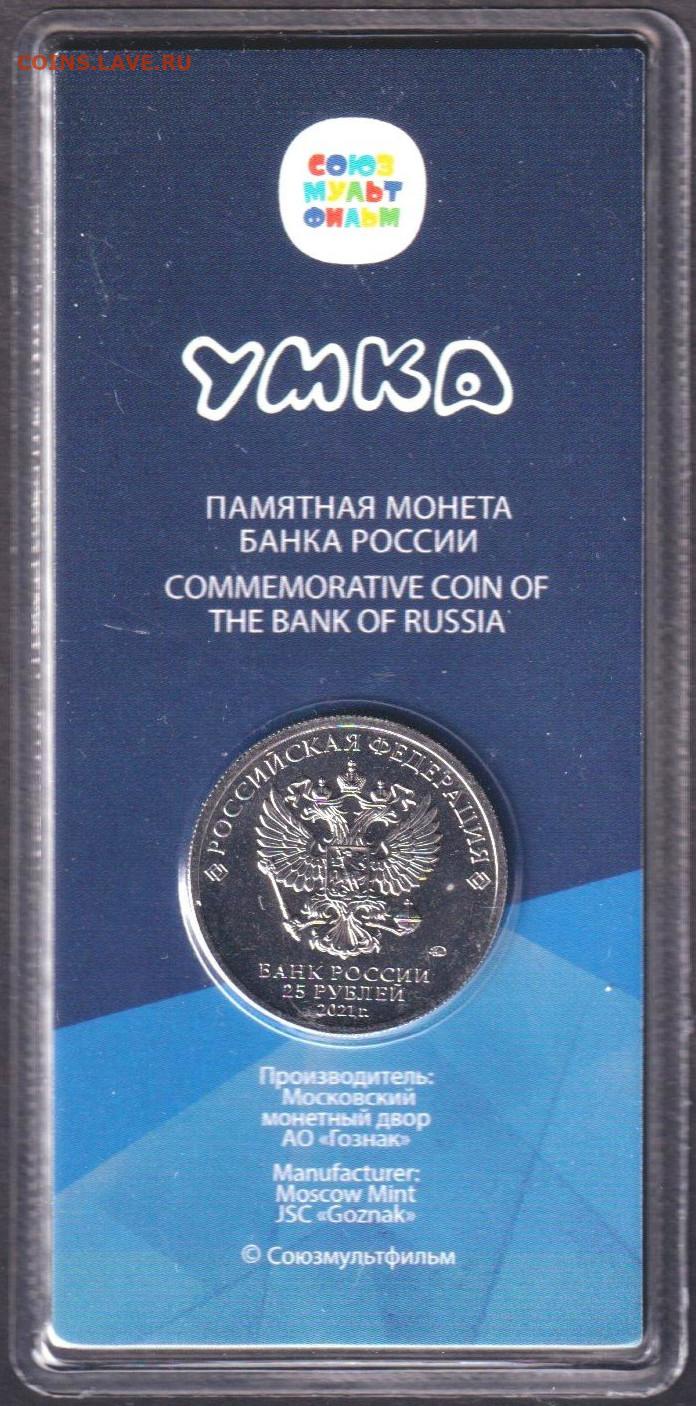 COINS.LAVE.RU
СОЮЗ
МУЛЬТ
ФИЛЬМ
УМКА
ПАМЯТНАЯ МОНЕТА
БАНКА РОССИИ
COMMEMORATIVE COIN OF
THE BANK OF RUSSIA
РОССИЙСКАЯ ФЕДЕРАЦИЯ
БАНК РОССИИ
25 РУБЛЕЙ
2021 г.
Производитель:
Московский
монетный двор
АО «Гознак»
Manufacturer:
Moscow Mint
JSC «Goznak»
© Союзмультфильм